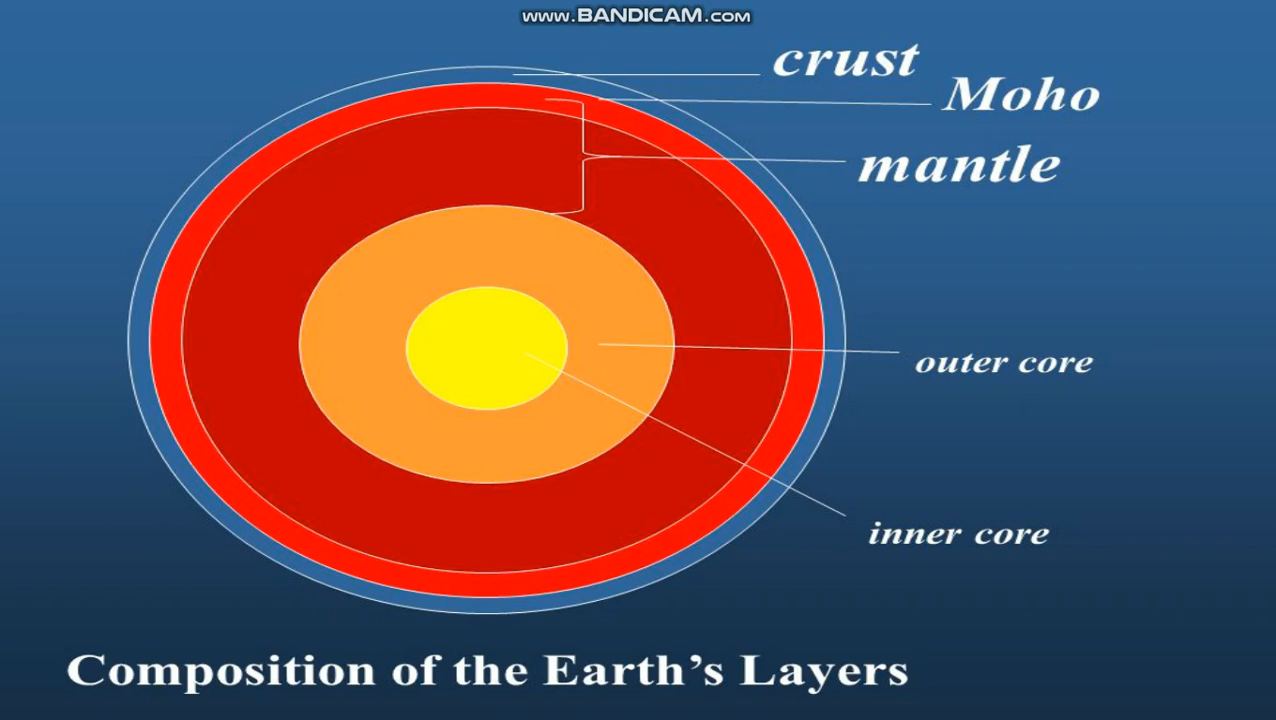 www.BANDICAM.com
crust
Moho
mantle
outer core
inner core
Composition of the Earth’s Layers